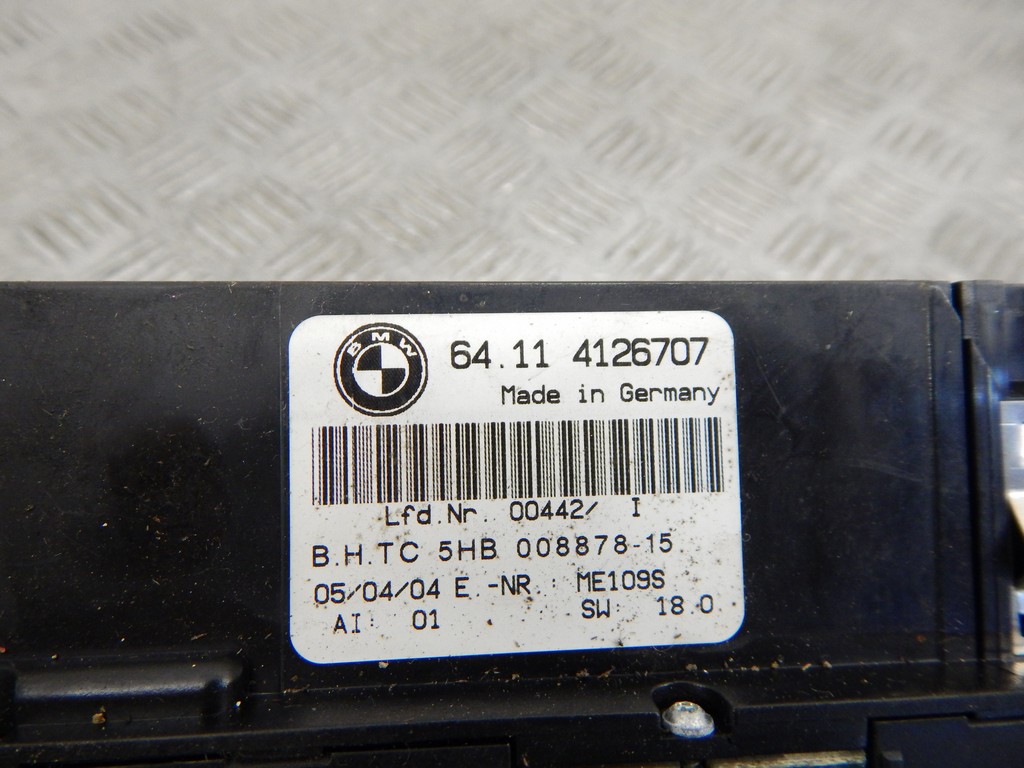 BMW
64.11 4126707
Made in Germany
Lfd.Nr. 00442/ I
B.H.TC 5HB 008878-15
05/04/04 E.-NR.: ME109S
AI: 01 SW: 18.0